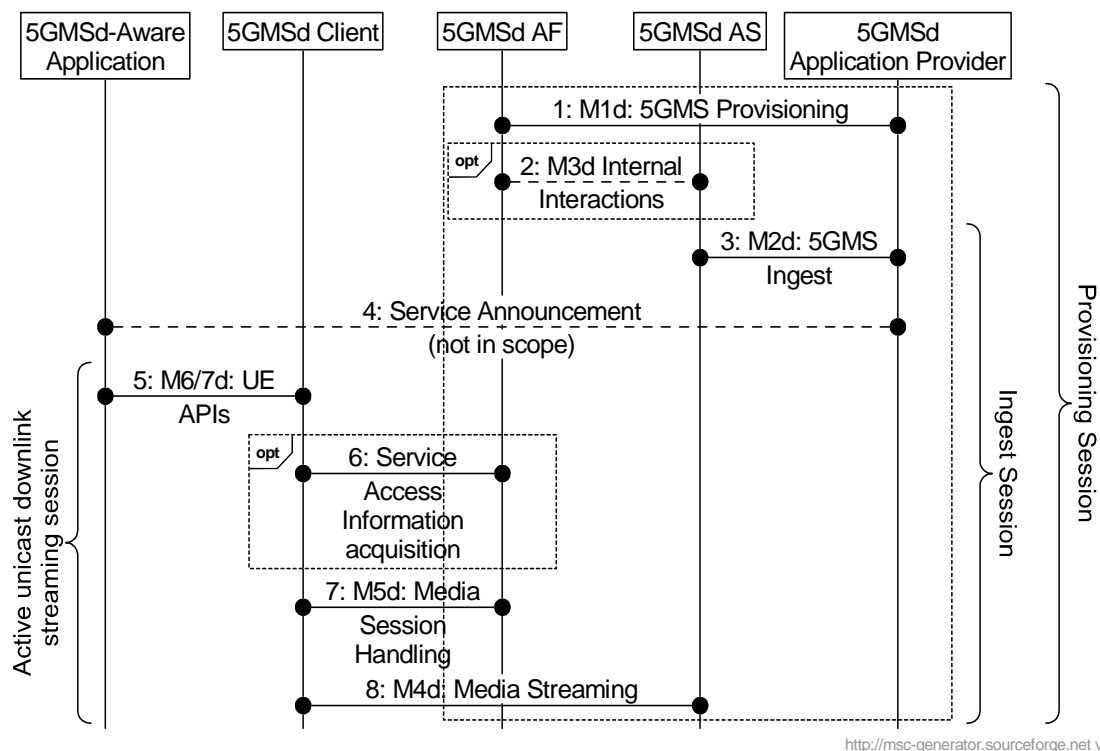 5GMSd-Aware
Application
5GMSd Client
5GMSd AF
5GMSd AS
5GMSd
Application Provider
1: M1d: 5GMS Provisioning
opt
2: M3d Internal
Interactions
3: M2d: 5GMS
Ingest
4: Service Announcement
(not in scope)
5: M6/7d: UE
APIs
opt
6: Service
Access
Information
acquisition
7: M5d: Media
Session
Handling
8: M4d: Media Streaming
Active unicast downlink
streaming session
Ingest Session
Provisioning Session
http://msc-generator.sourceforge.net v